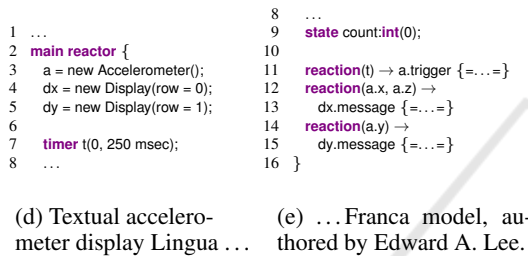 1 ...
2 main reactor {
3 a = new Accelerometer();
4 dx = new Display(row = 0);
5 dy = new Display(row = 1);
6
7 timer t(0, 250 msec);
8 ...
(d) Textual accelero-
meter display Lingua ...
8 ...
9 state count:int(0);
10
11 reaction(t) → a.trigger {=...=}
12 reaction(a.x, a.z) →
13 dx.message {=...=}
14 reaction(a.y) →
15 dy.message {=...=}
16 }
(e) ... Franca model, au-
thored by Edward A. Lee.